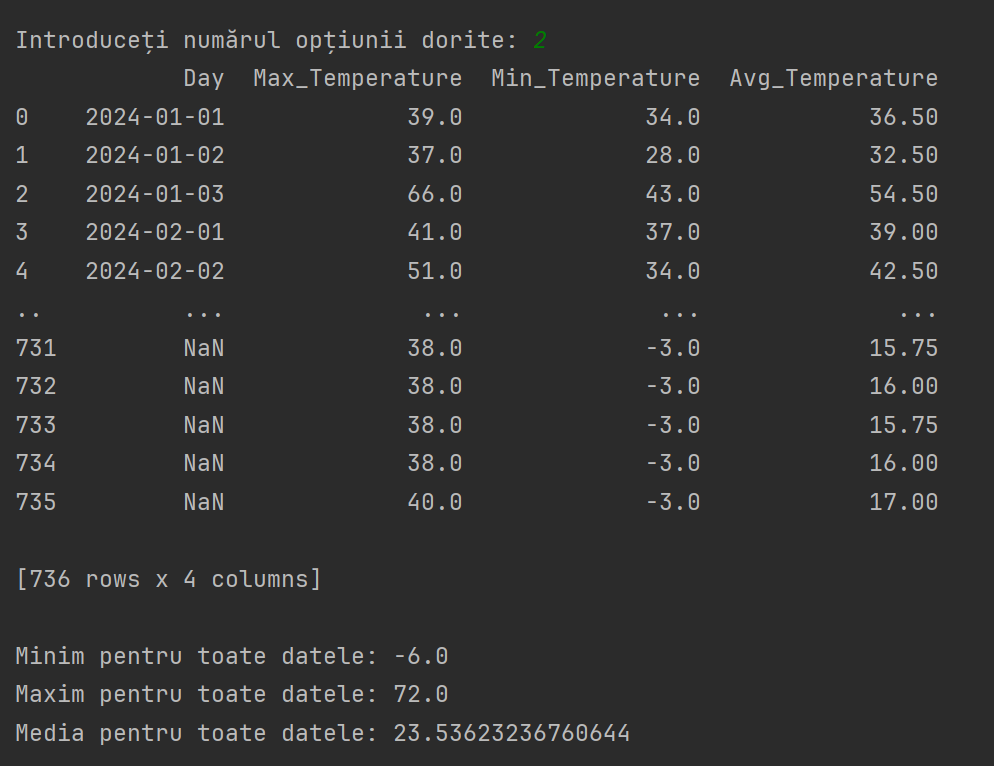 Introduceți numărul opțiunii dorite: 2
            Day  Max_Temperature  Min_Temperature  Avg_Temperature
0    2024-01-01             39.0             34.0            36.50
1    2024-01-02             37.0             28.0            32.50
2    2024-01-03             66.0             43.0            54.50
3    2024-02-01             41.0             37.0            39.00
4    2024-02-02             51.0             34.0            42.50
..          ...              ...              ...              ...
731         NaN             38.0             -3.0            15.75
732         NaN             38.0             -3.0            16.00
733         NaN             38.0             -3.0            15.75
734         NaN             38.0             -3.0            16.00
735         NaN             40.0             -3.0            17.00
[736 rows x 4 columns]
Minim pentru toate datele: -6.0
Maxim pentru toate datele: 72.0
Media pentru toate datele: 23.53623236760644